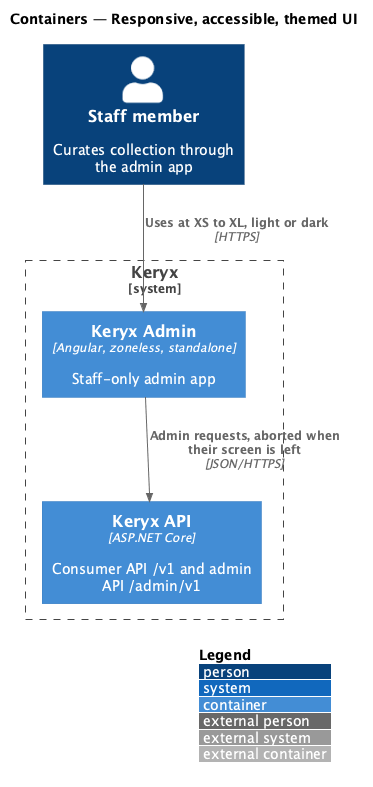 Containers — Responsive, accessible, themed UI
Staff member
Curates collection through
the admin app
Uses at XS to XL, light or dark
[HTTPS]
Keryx
[system]
Keryx Admin
[Angular, zoneless, standalone]
Staff-only admin app
Admin requests, aborted when
their screen is left
[JSON/HTTPS]
Keryx API
[ASP.NET Core]
Consumer API /v1 and admin
API /admin/v1
Legend
person
system
container
external person
external system
external container